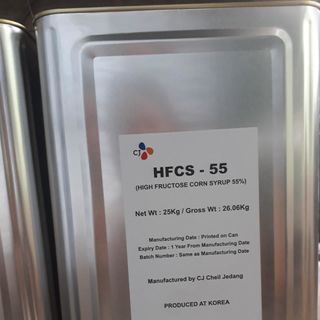 CJ
HFCS - 55
(HIGH FRUCTOSE CORN SYRUP 55%)
Net Wt : 25Kg / Gross Wt : 26.06Kg
Manufacturing Date : Printed on Can
Expiry Date : 1 Year From Manufacturing Date
Batch Number : Same as Manufacturing Date
Manufactured by CJ Cheil Jedang
PRODUCED AT KOREA